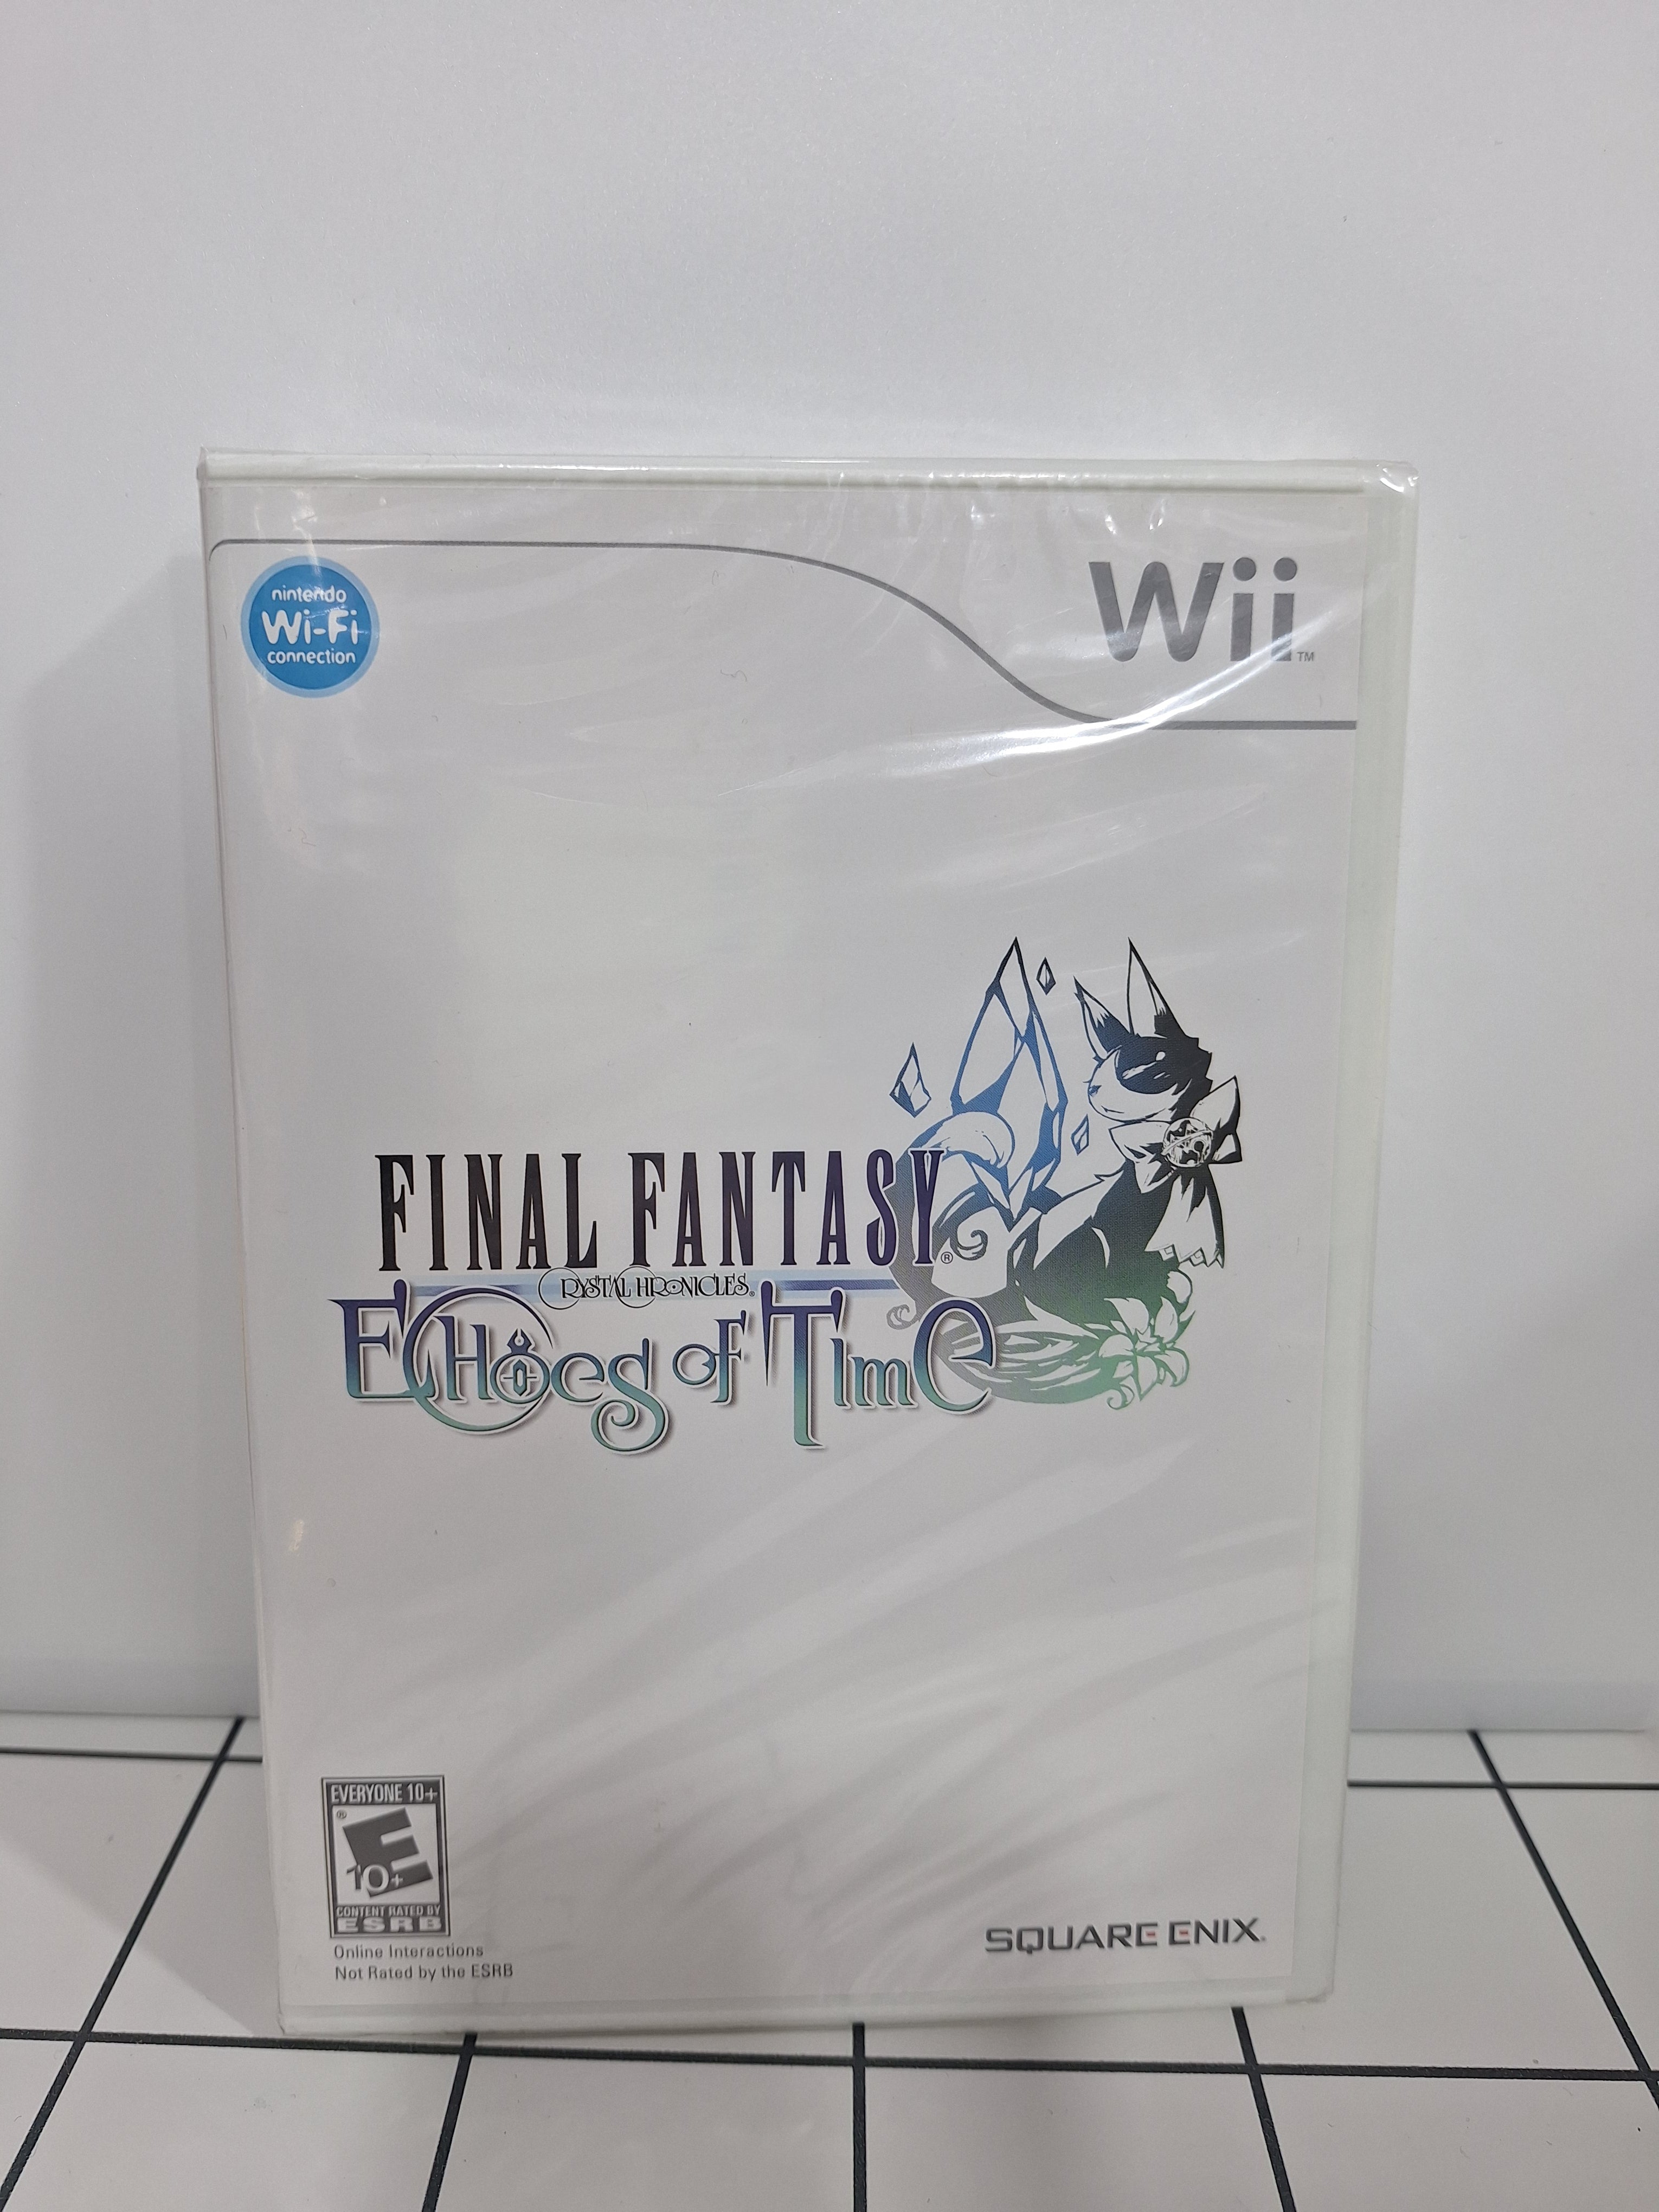 nintendo
Wi-Fi
connection
Wii™
FINAL FANTASY®
CRYSTAL CHRONICLES®
ECHOES OF TIME
EVERYONE 10+
E
10+
®
CONTENT RATED BY
ESRB
Online Interactions
Not Rated by the ESRB
SQUARE ENIX®